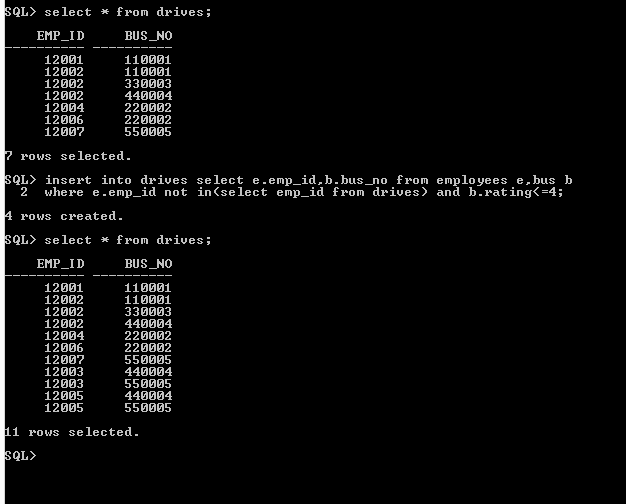 SQL> select * from drives;
EMP_ID BUS_NO
---------- ----------
12001 110001
12002 110001
12002 330003
12002 440004
12004 220002
12006 220002
12007 550005
7 rows selected.
SQL> insert into drives select e.emp_id,b.bus_no from employees e,bus b
2 where e.emp_id not in(select emp_id from drives) and b.rating<=4;
4 rows created.
SQL> select * from drives;
EMP_ID BUS_NO
---------- ----------
12001 110001
12002 110001
12002 330003
12002 440004
12004 220002
12006 220002
12007 550005
12003 440004
12003 550005
12005 440004
12005 550005
11 rows selected.
SQL>